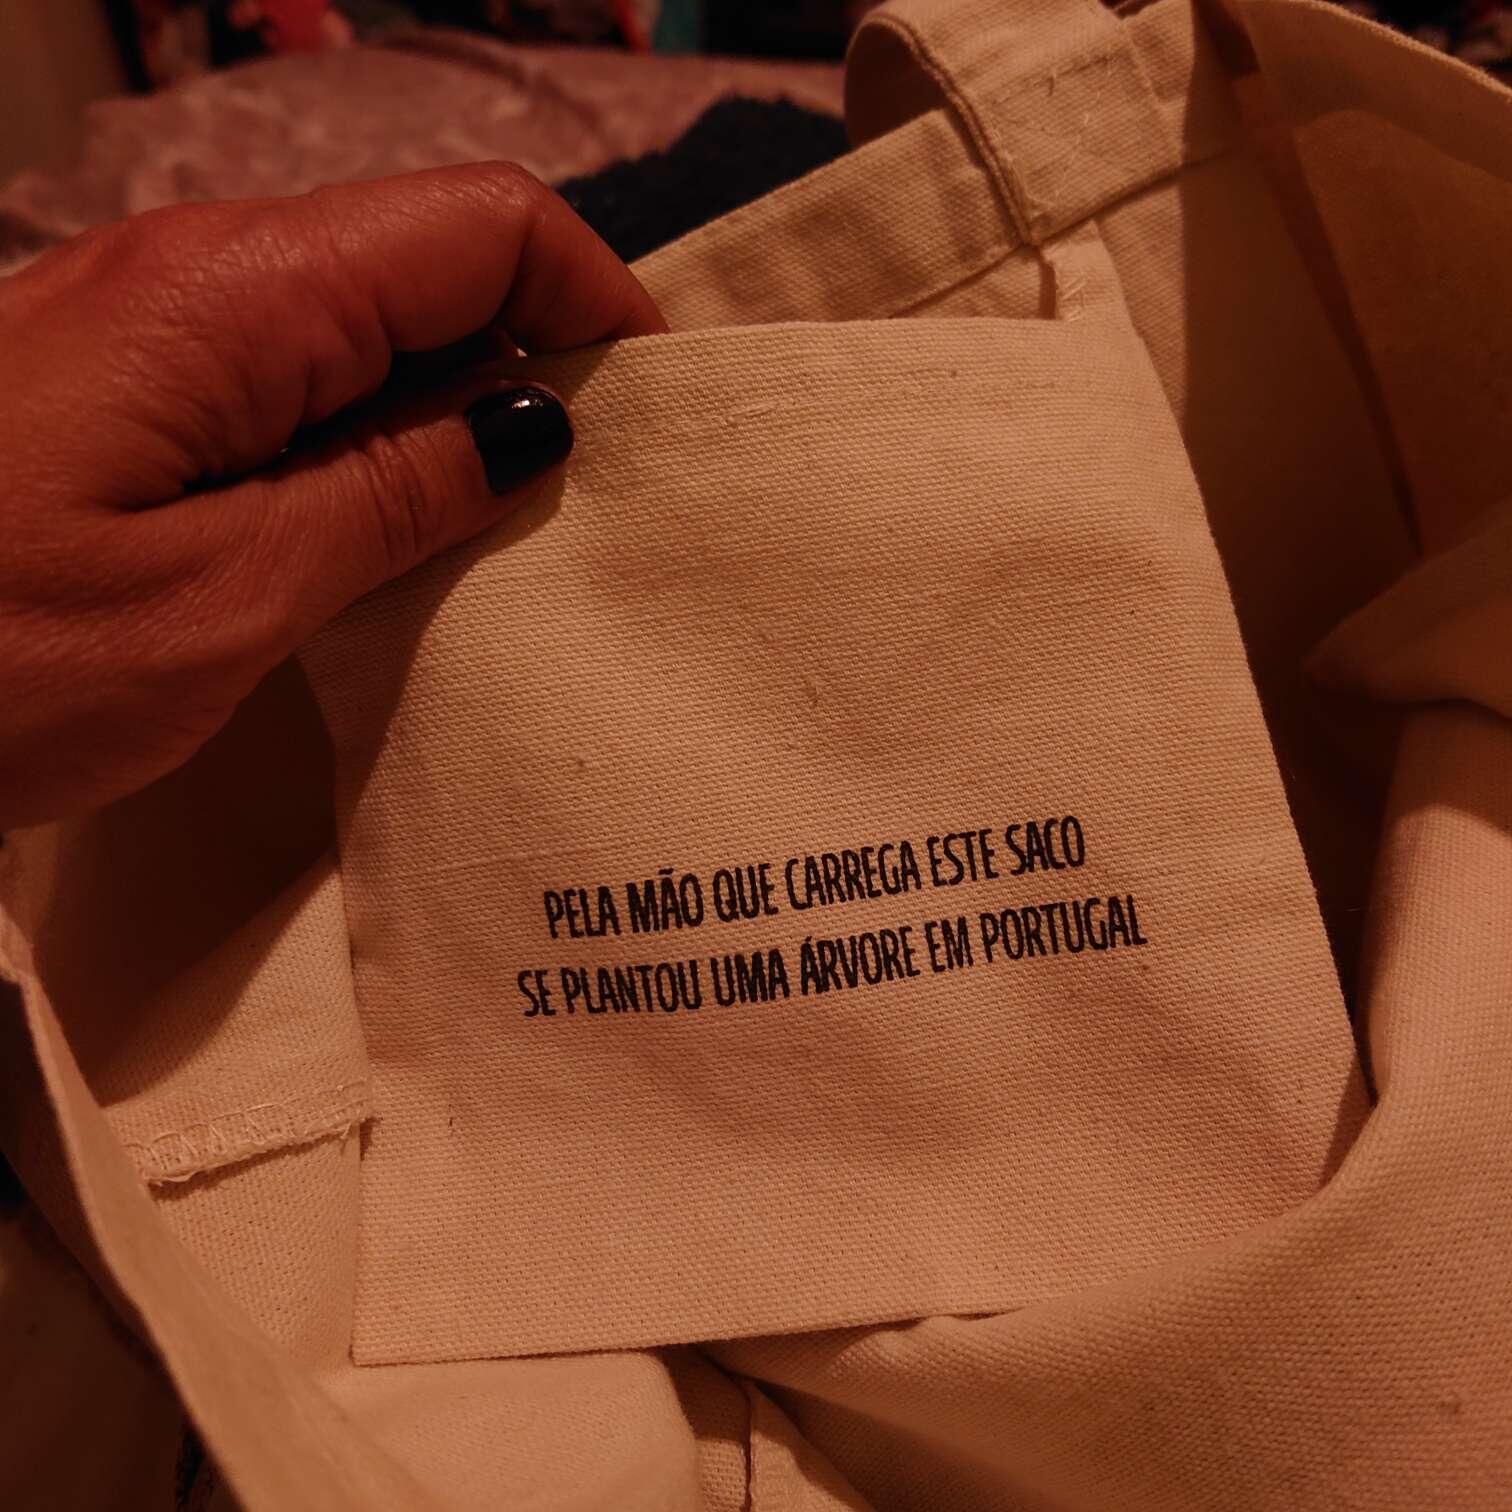 PELA MÃO QUE CARREGA ESTE SACO
SE PLANTOU UMA ÁRVORE EM PORTUGAL